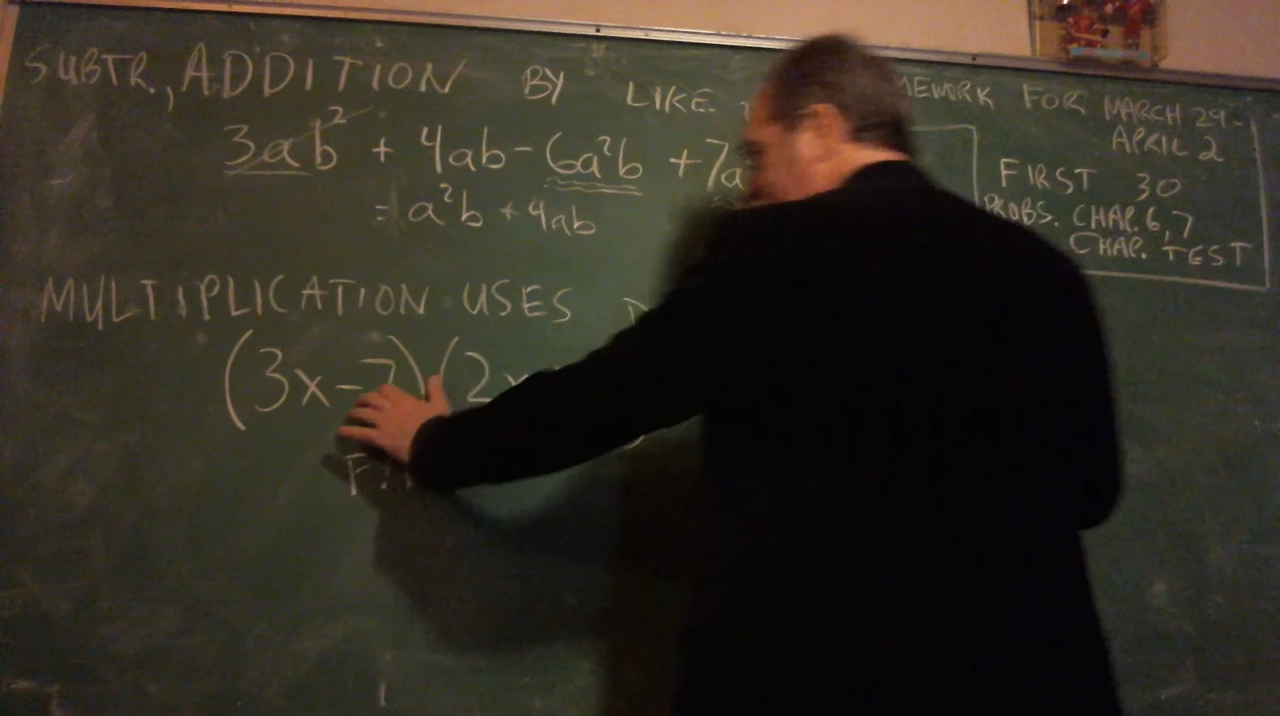 SUBTR., ADDITION BY LIKE
3ab² + 4ab - 6a²b + 7a
= a²b + 4ab
MULTIPLICATION USES
(3x-7)(2x
FOR MARCH 29-
APRIL 2
FIRST 30
PROBS. CHAP. 6, 7
CHAP. TEST